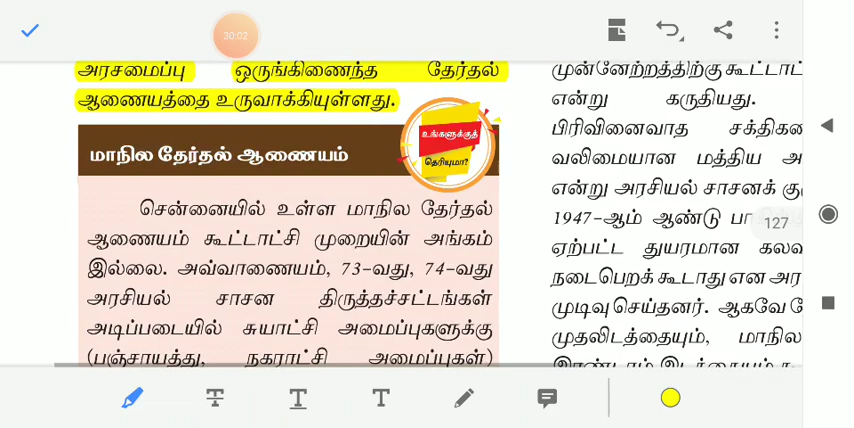 30:02
அரசமைப்பு ஒருங்கிணைந்த தேர்தல்
ஆணையத்தை உருவாக்கியுள்ளது.
உங்களுக்குத்
தெரியுமா?
மாநில தேர்தல் ஆணையம்
சென்னையில் உள்ள மாநில தேர்தல்
ஆணையம் கூட்டாட்சி முறையின் அங்கம்
இல்லை. அவ்வாணையம், 73-வது, 74-வது
அரசியல் சாசன திருத்தச்சட்டங்கள்
அடிப்படையில் சுயாட்சி அமைப்புகளுக்கு
(பஞ்சாயத்து, நகராட்சி அமைப்புகள்)
முன்னேற்றத்திற்கு கூட்டாட்
என்று கருதியது.
பிரிவினைவாத சக்திகளை
வலிமையான மத்திய அ
என்று அரசியல் சாசனக் கு
1947-ஆம் ஆண்டு பா
ஏற்பட்ட துயரமான கலவ
நடைபெறக் கூடாது என அர
முடிவு செய்தனர். ஆகவே
முதலிடத்தையும், மாநில
127
T T T